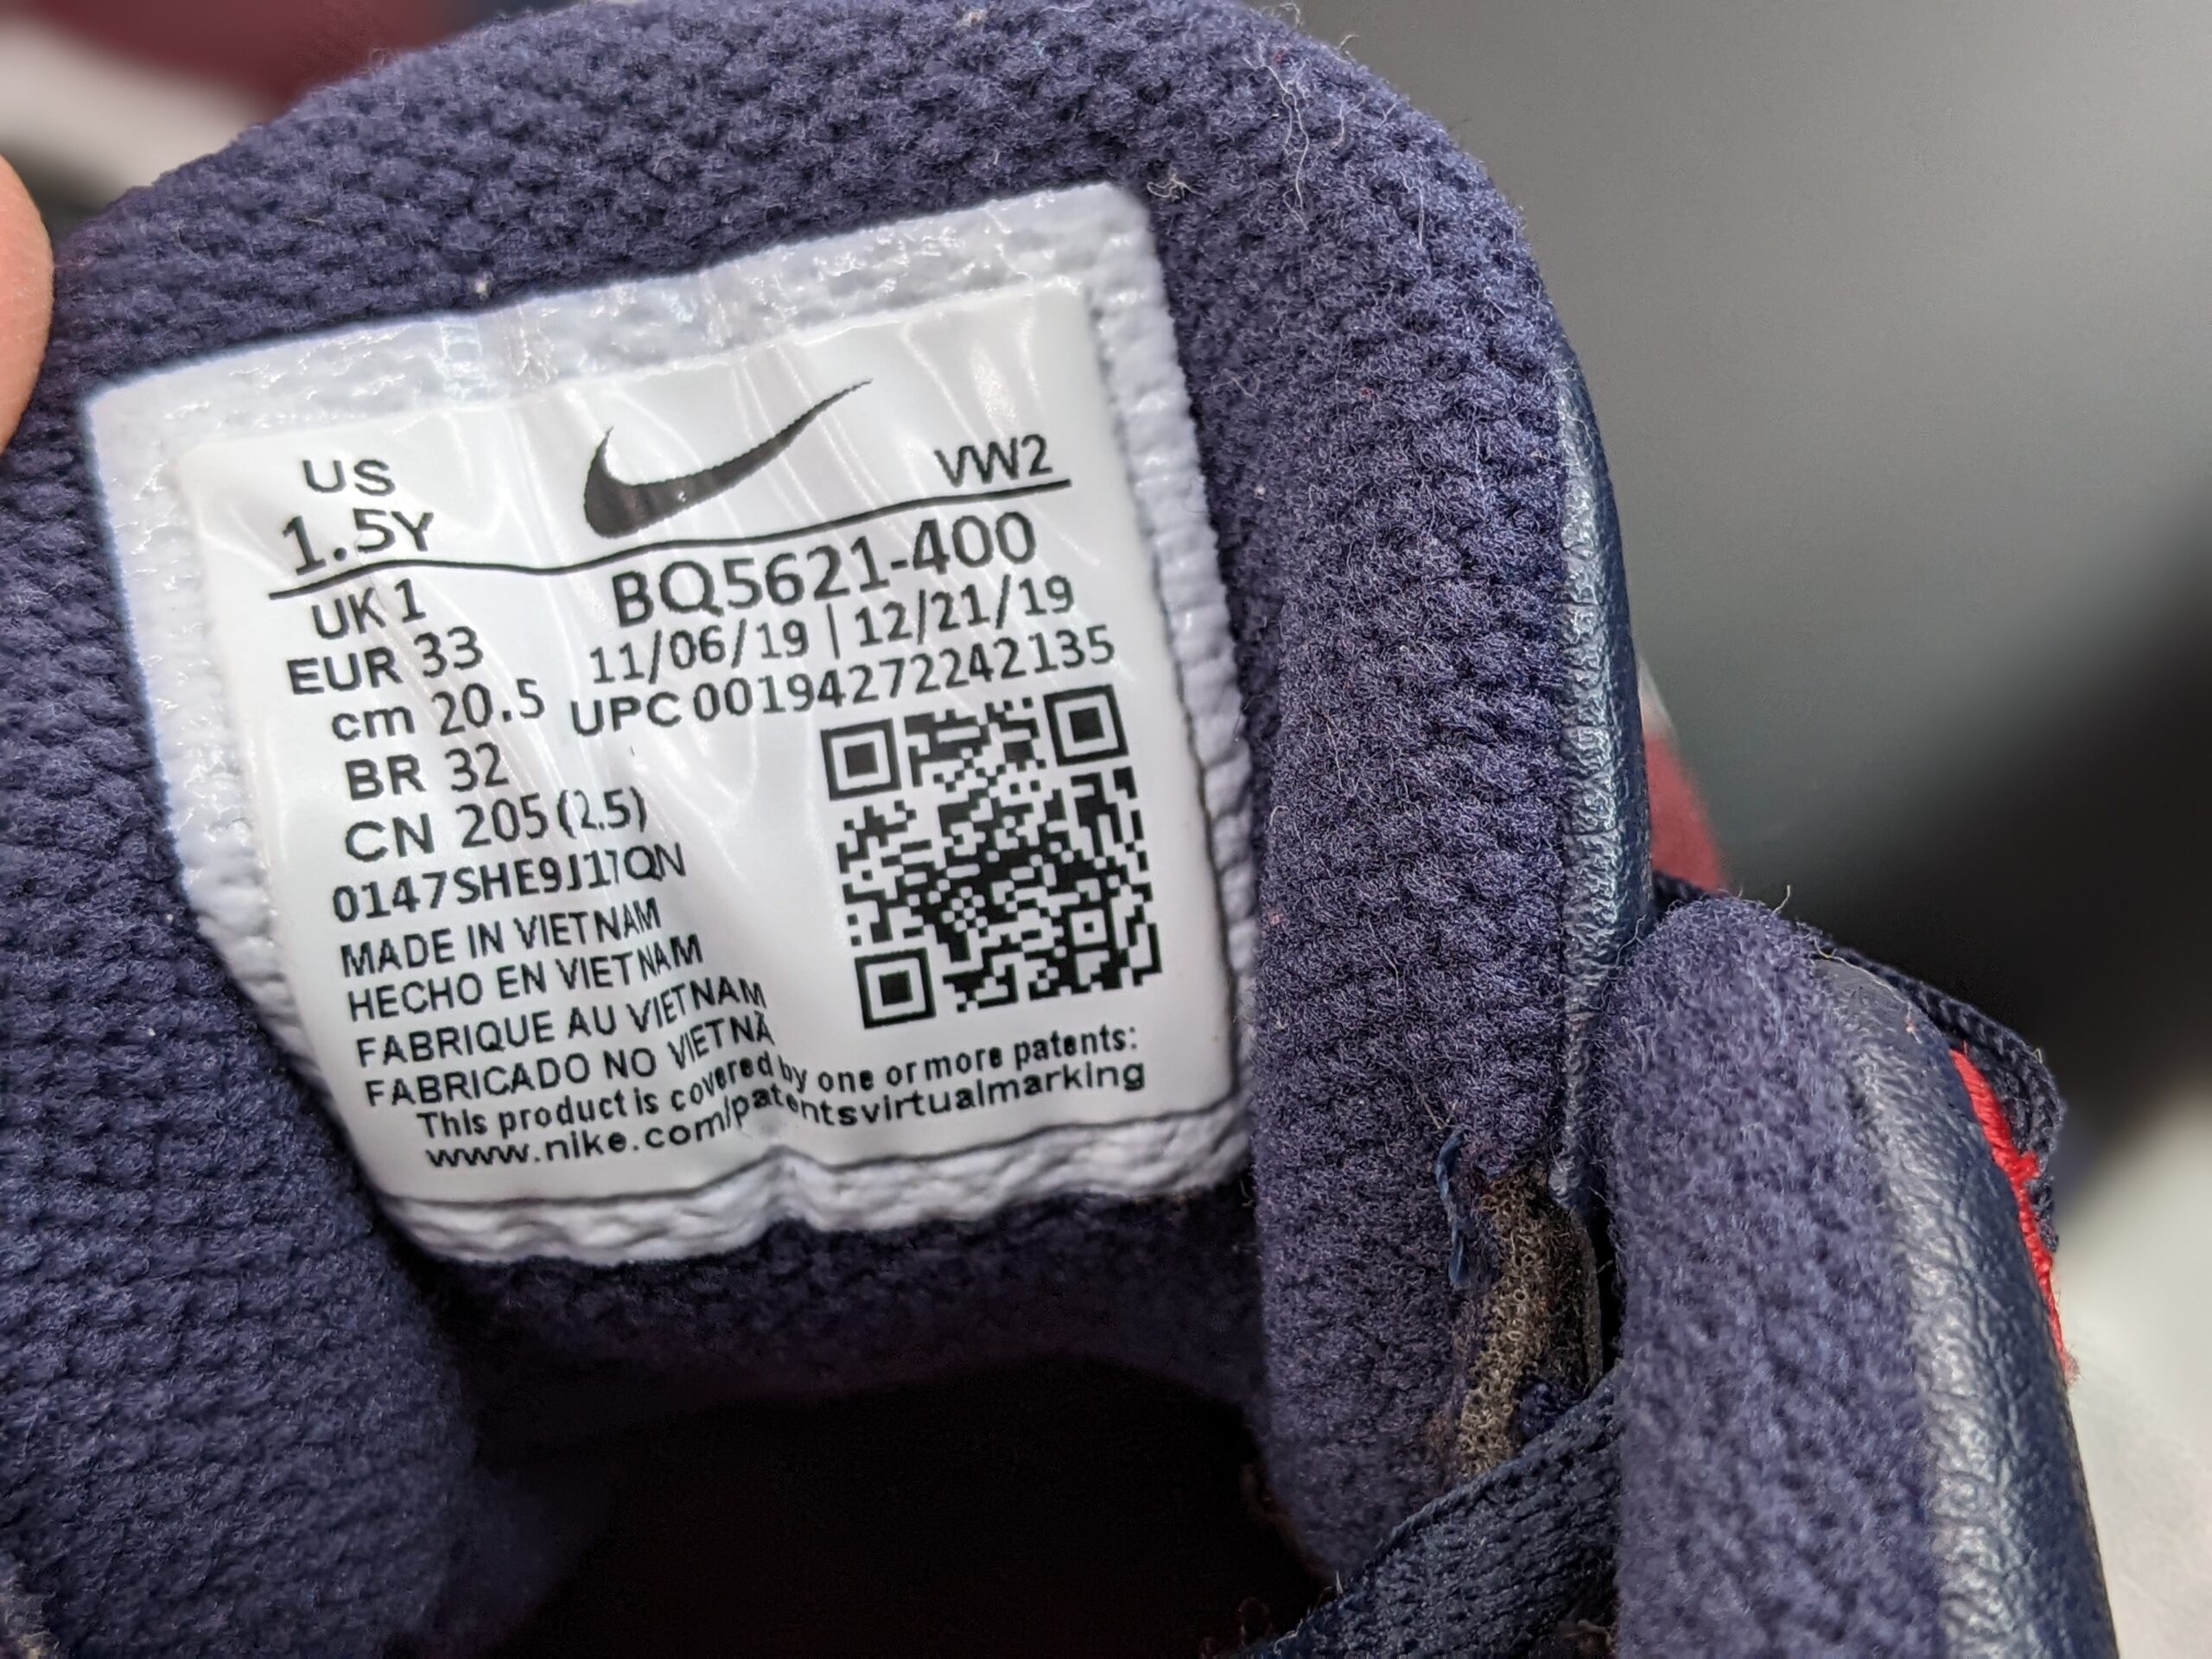 US
1.5Y
VW2
UK 1
BQ5621-400
EUR 33
11/06/19 | 12/21/19
cm 20.5
UPC 00194272242135
BR 32
CN 205(2.5)
0147SHE9J17QN
MADE IN VIETNAM
HECHO EN VIETNAM
FABRIQUE AU VIETNAM
FABRICADO NO VIETNÃ
This product is covered by one or more patents:
www.nike.com/patentsvirtualmarking